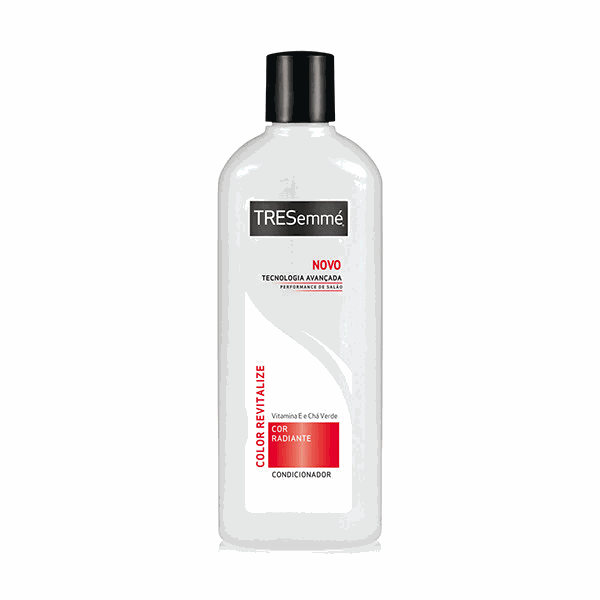 TRESemmé
NOVO
TECNOLOGIA AVANÇADA
PERFORMANCE DE SALÃO
COLOR REVITALIZE
Vitamina E e Chá Verde
COR
RADIANTE
CONDICIONADOR